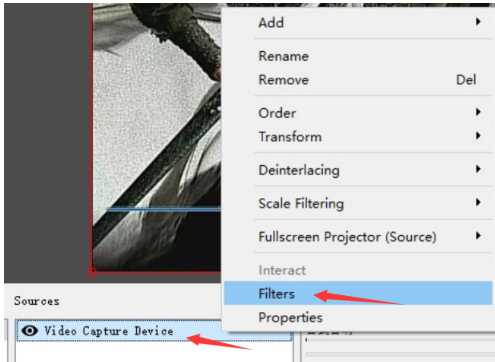 Add
Rename
Remove Del
Order
Transform
Deinterlacing
Scale Filtering
Fullscreen Projector (Source)
Interact
Filters
Properties
Sources
Video Capture Device